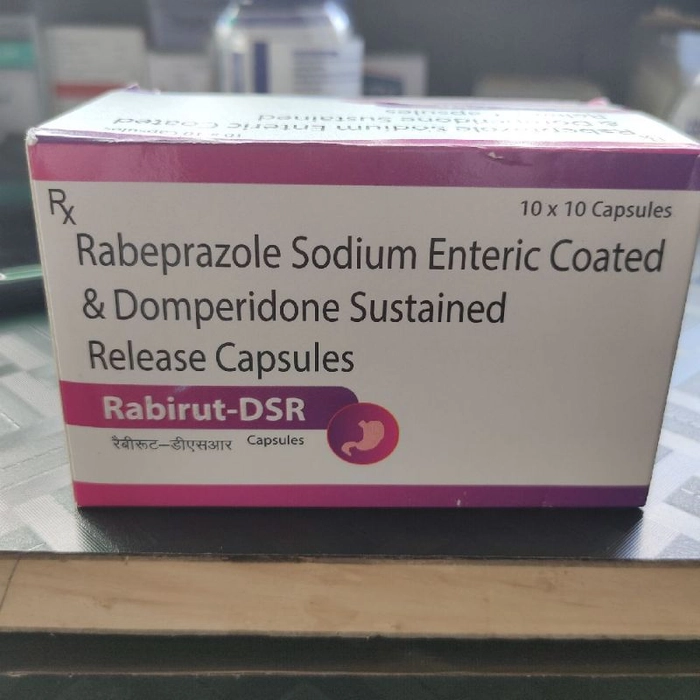 Rx
10 x 10 Capsules
Rabeprazole Sodium Enteric Coated
& Domperidone Sustained
Release Capsules
Rabirut-DSR
रैबीरूट–डीएसआर Capsules